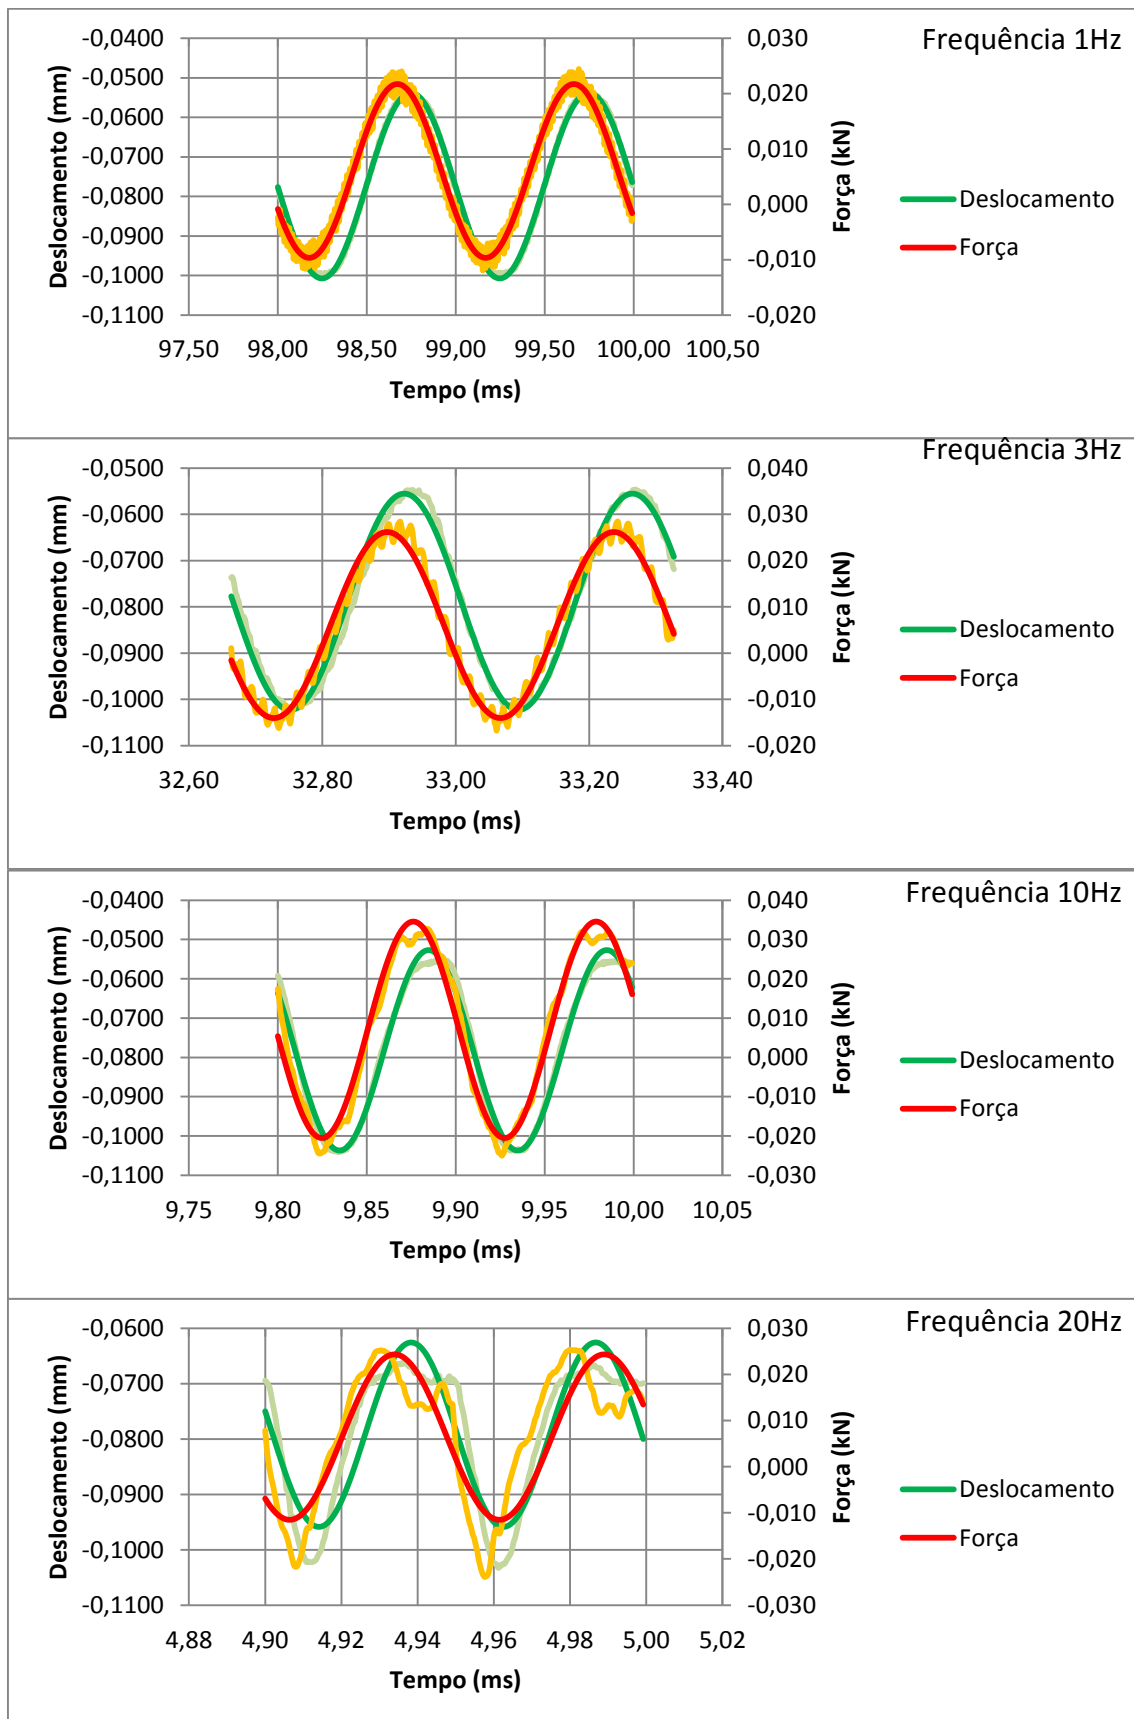 Frequência 1Hz
Deslocamento (mm)
-0,0400
-0,0500
-0,0600
-0,0700
-0,0800
-0,0900
-0,1000
-0,1100
0,030
0,020
0,010
0,000
-0,010
-0,020
Força (kN)
Deslocamento
Força
97,50 98,00 98,50 99,00 99,50 100,00 100,50
Tempo (ms)
Frequência 3Hz
Deslocamento (mm)
-0,0500
-0,0600
-0,0700
-0,0800
-0,0900
-0,1000
-0,1100
0,040
0,030
0,020
0,010
0,000
-0,010
-0,020
Força (kN)
Deslocamento
Força
32,60 32,80 33,00 33,20 33,40
Tempo (ms)
Frequência 10Hz
Deslocamento (mm)
-0,0400
-0,0500
-0,0600
-0,0700
-0,0800
-0,0900
-0,1000
-0,1100
0,040
0,030
0,020
0,010
0,000
-0,010
-0,020
-0,030
Força (kN)
Deslocamento
Força
9,75 9,80 9,85 9,90 9,95 10,00 10,05
Tempo (ms)
Frequência 20Hz
Deslocamento (mm)
-0,0600
-0,0700
-0,0800
-0,0900
-0,1000
-0,1100
0,030
0,020
0,010
0,000
-0,010
-0,020
-0,030
Força (kN)
Deslocamento
Força
4,88 4,90 4,92 4,94 4,96 4,98 5,00 5,02
Tempo (ms)